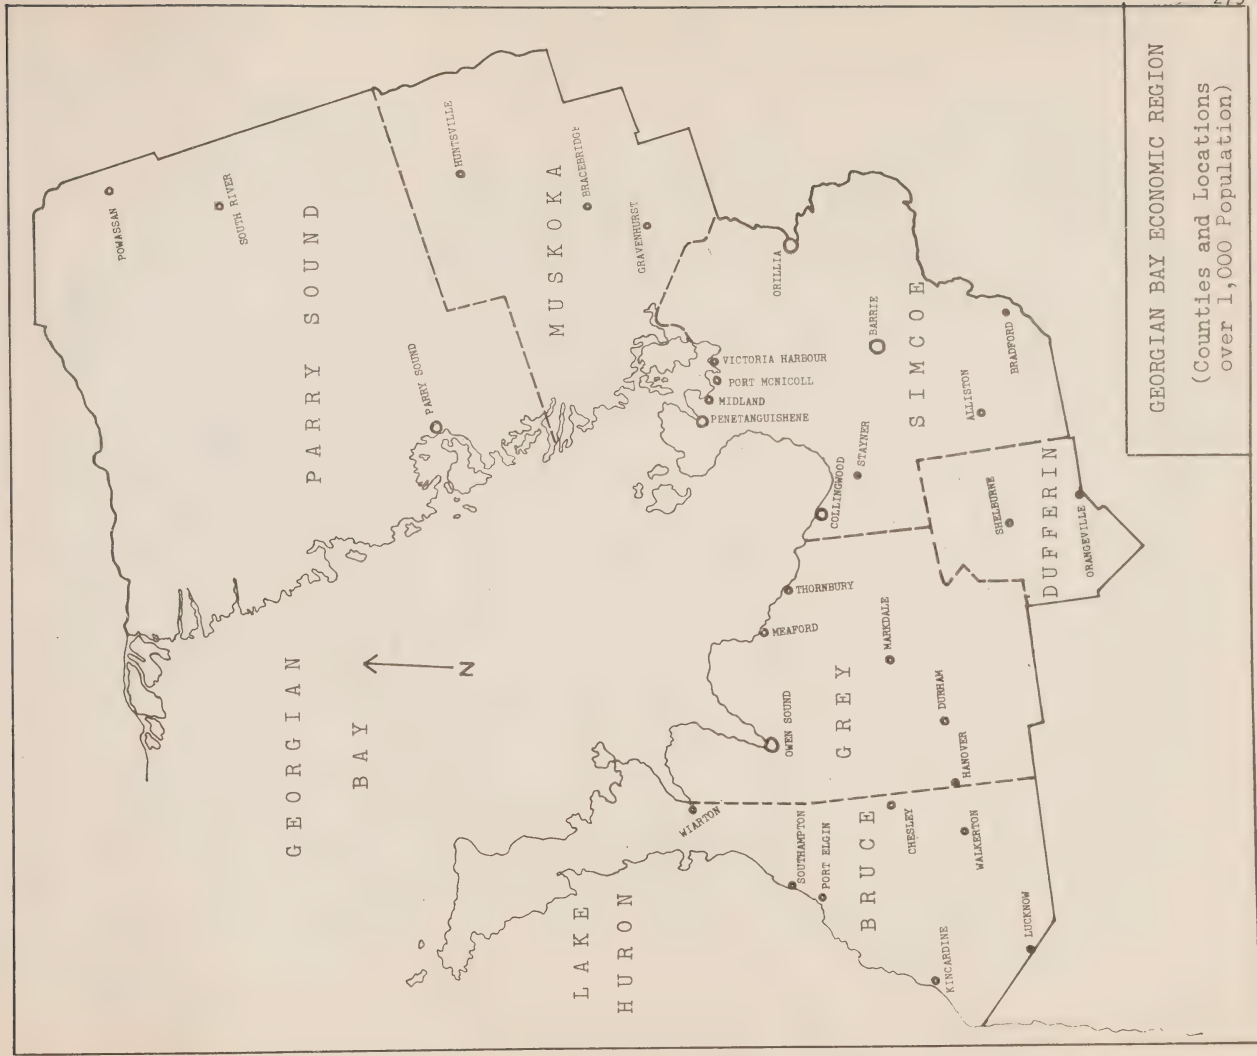 GEORGIAN BAY ECONOMIC REGION
(Counties and Locations
over 1,000 Population)
POWASSAN
SOUTH RIVER
PARRY SOUND
PARRY SOUND
HUNTSVILLE
MUSKOKA
BRACEBRIDGE
GRAVENHURST
GEORGIAN
BAY
N
LAKE
HURON
VICTORIA HARBOUR
PORT MCNICOLL
MIDLAND
PENETANGUISHENE
ORILLIA
BARRIE
SIMCOE
STAYNER
COLLINGWOOD
ALLISTON
BRADFORD
DUFFERIN
SHELBURNE
ORANGEVILLE
THORNBURY
MEAFORD
MARKDALE
GREY
OWEN SOUND
DURHAM
HANOVER
WIARTON
BRUCE
SOUTHAMPTON
PORT ELGIN
CHESLEY
WALKERTON
KINCARDINE
LUCKNOW